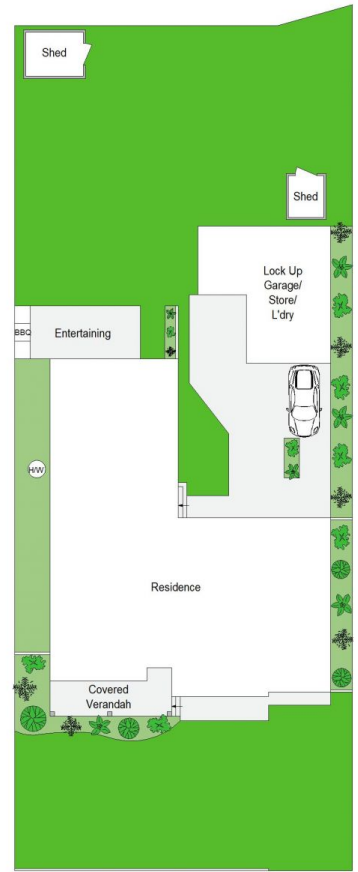 Shed
Shed
Lock Up
Garage/
Store/
L'dry
BBQ
Entertaining
H/W
Residence
Covered
Verandah